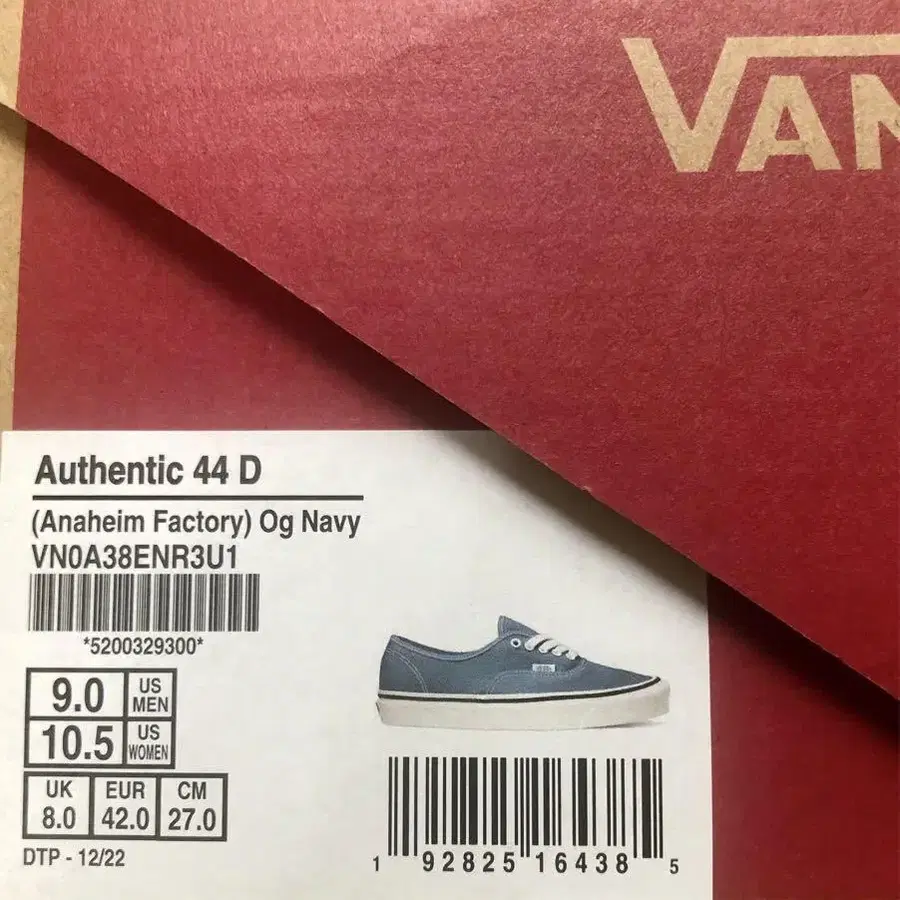 VAN
Authentic 44 D
(Anaheim Factory) Og Navy
VN0A38ENR3U1
*5200329300*
9.0 US MEN
10.5 US WOMEN
UK EUR CM
8.0 42.0 27.0
DTP - 12/22
1 92825 16438 5